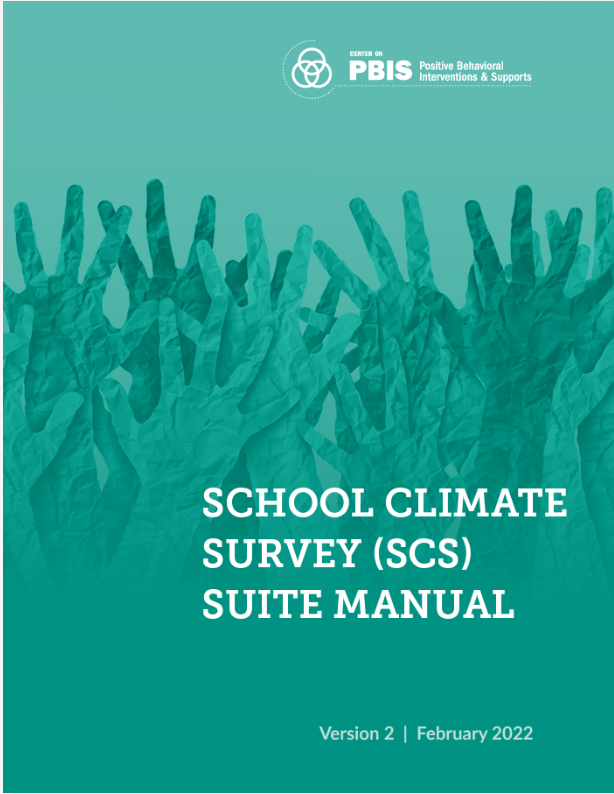 CENTER ON
PBIS Positive Behavioral
Interventions & Supports
SCHOOL CLIMATE
SURVEY (SCS)
SUITE MANUAL
Version 2 | February 2022